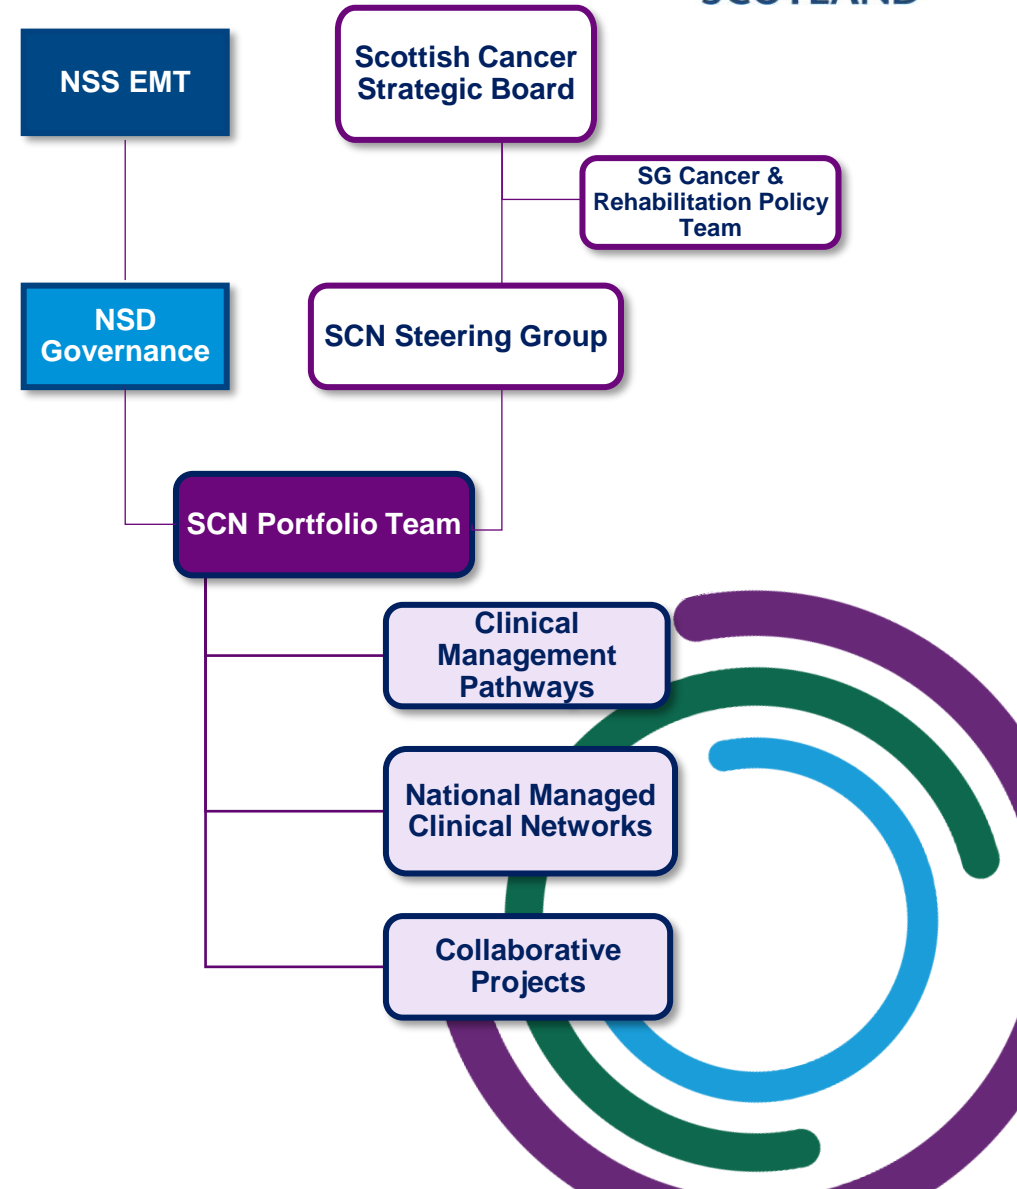 SCOTLAND
NSS EMT
Scottish Cancer
Strategic Board
SG Cancer &
Rehabilitation Policy
Team
NSD
Governance
SCN Steering Group
SCN Portfolio Team
Clinical
Management
Pathways
National Managed
Clinical Networks
Collaborative
Projects